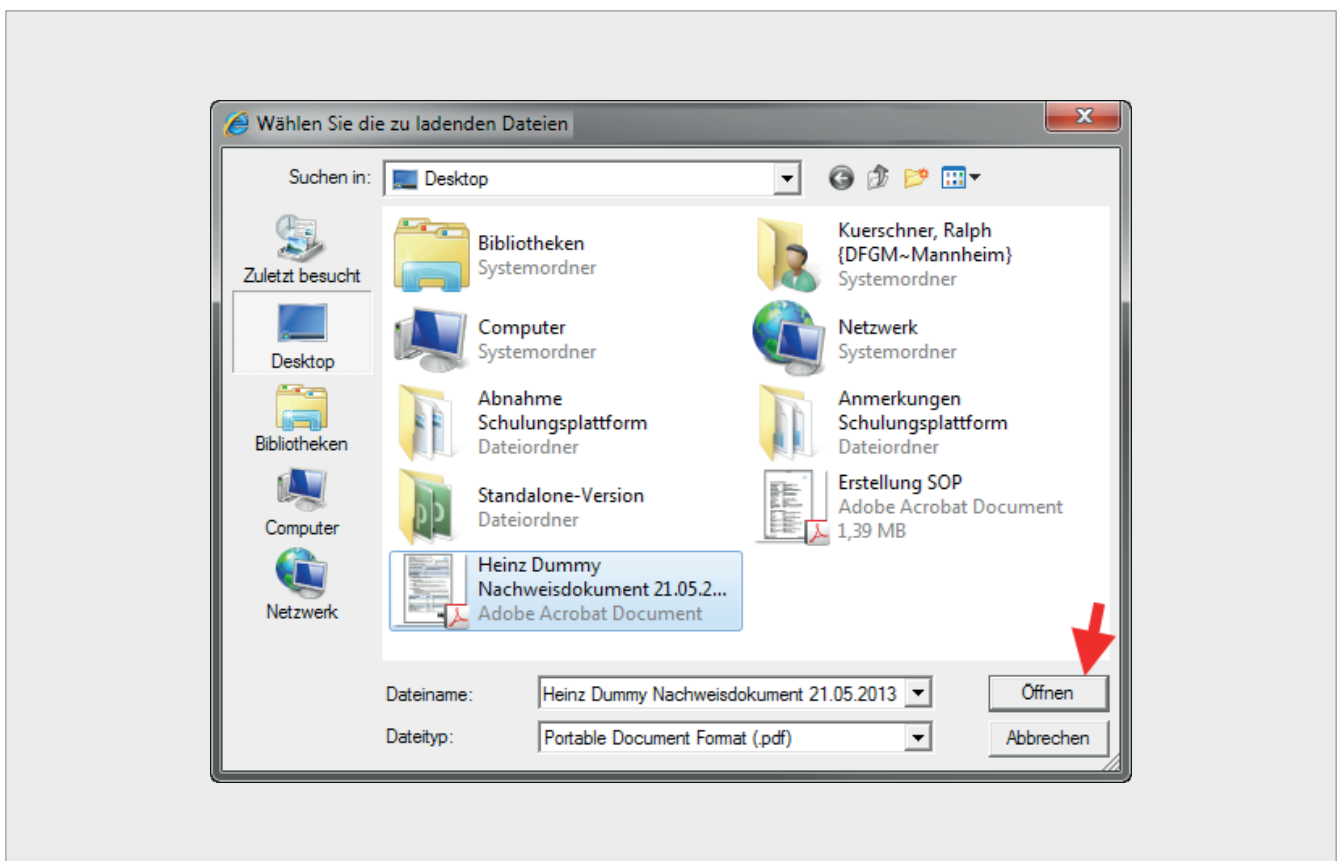 Wählen Sie die zu ladenden Dateien
Suchen in:
Desktop
Zuletzt besucht
Desktop
Bibliotheken
Computer
Netzwerk
Bibliotheken
Systemordner
Kuerschner, Ralph
{DFGM~Mannheim}
Systemordner
Computer
Systemordner
Netzwerk
Systemordner
Abnahme
Schulungsplattform
Dateiordner
Anmerkungen
Schulungsplattform
Dateiordner
Standalone-Version
Dateiordner
Erstellung SOP
Adobe Acrobat Document
1,39 MB
Heinz Dummy
Nachweisdokument 21.05.2...
Adobe Acrobat Document
Dateiname:
Heinz Dummy Nachweisdokument 21.05.2013
Öffnen
Dateityp:
Portable Document Format (.pdf)
Abbrechen